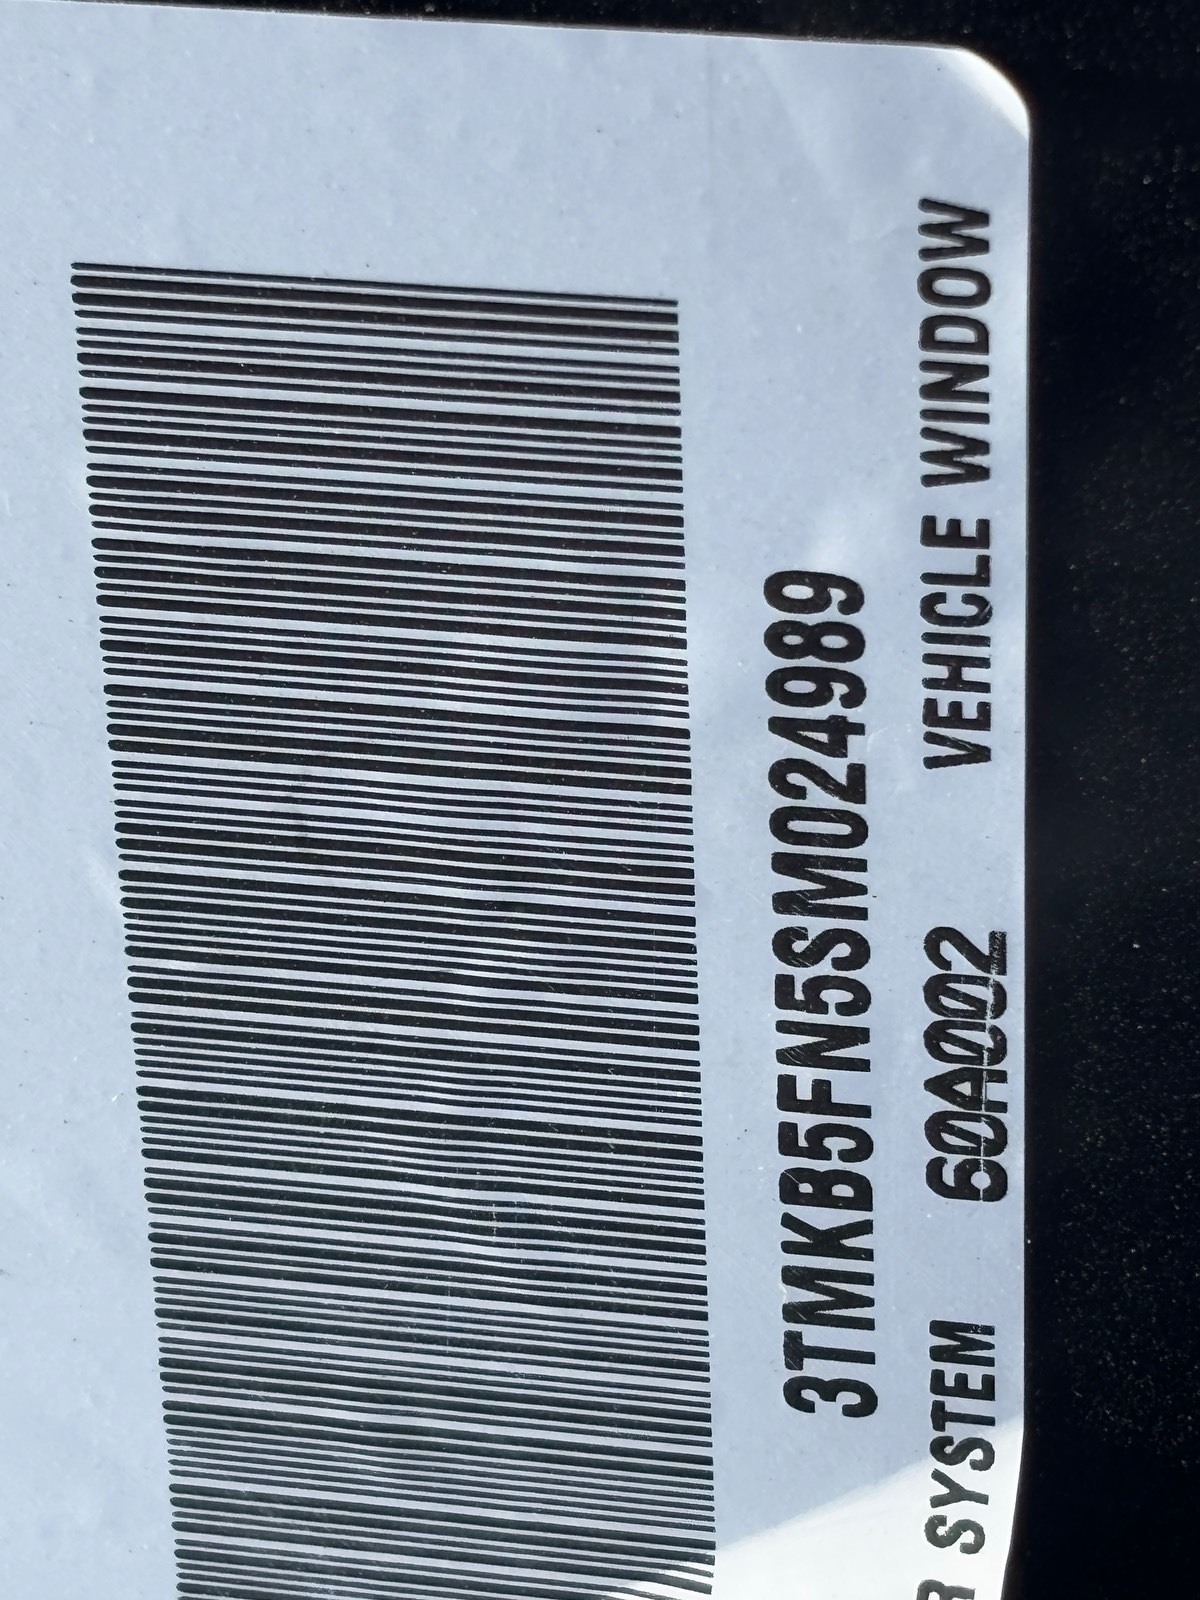 3TMKB5FN5SM024989
R SYSTEM 60A002 VEHICLE WINDOW